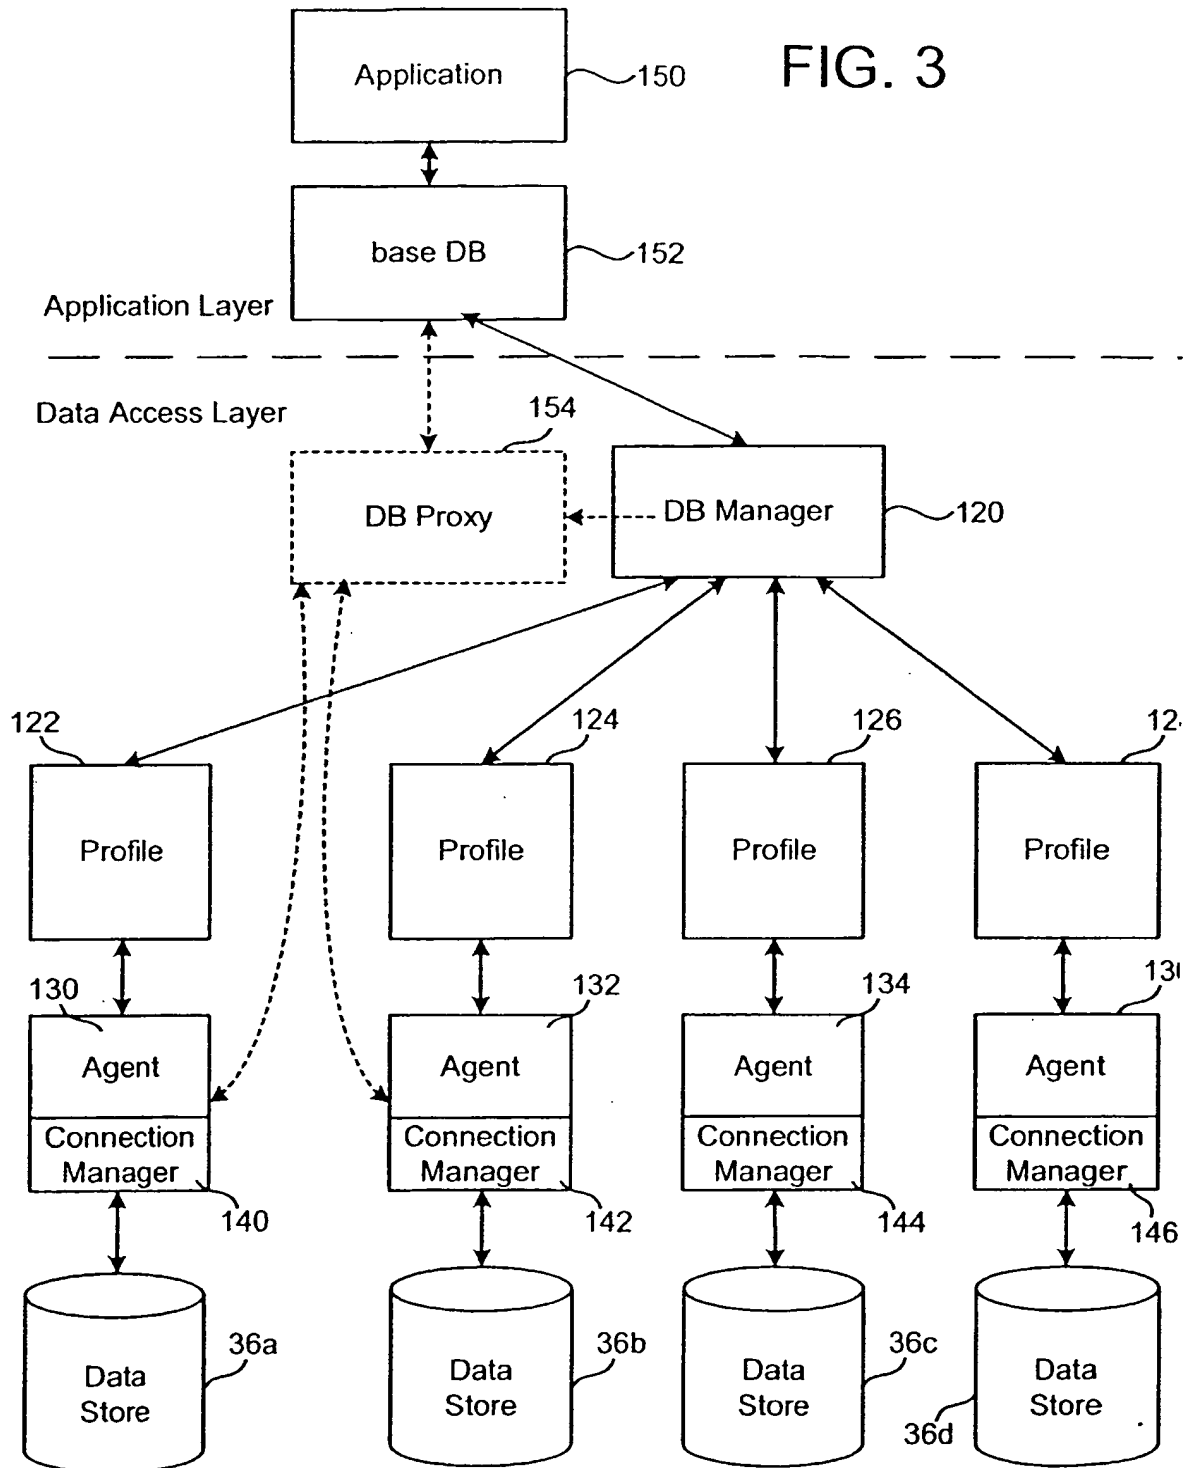 FIG. 3
Application
150
base DB
152
Application Layer
Data Access Layer
154
DB Proxy
DB Manager
120
122
124
126
Profile
Profile
Profile
Profile
130
132
134
Agent
Agent
Agent
Agent
Connection
Manager
Connection
Manager
Connection
Manager
Connection
Manager
140
142
144
146
36a
36b
36c
36d
Data
Store
Data
Store
Data
Store
Data
Store